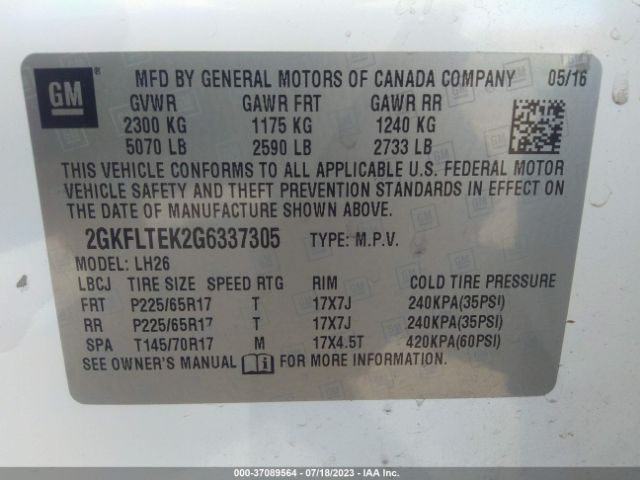 GM ®
MFD BY GENERAL MOTORS OF CANADA COMPANY 05/16
GVWR GAWR FRT GAWR RR
2300 KG 1175 KG 1240 KG
5070 LB 2590 LB 2733 LB
THIS VEHICLE CONFORMS TO ALL APPLICABLE U.S. FEDERAL MOTOR
VEHICLE SAFETY AND THEFT PREVENTION STANDARDS IN EFFECT ON
THE DATE OF MANUFACTURE SHOWN ABOVE.
2GKFLTEK2G6337305 TYPE: M.P.V.
MODEL: LH26
LBCJ TIRE SIZE SPEED RTG RIM COLD TIRE PRESSURE
FRT P225/65R17 T 17X7J 240KPA(35PSI)
RR P225/65R17 T 17X7J 240KPA(35PSI)
SPA T145/70R17 M 17X4.5T 420KPA(60PSI)
SEE OWNER'S MANUAL i FOR MORE INFORMATION.
000-37089564 - 07/18/2023 - IAA Inc.